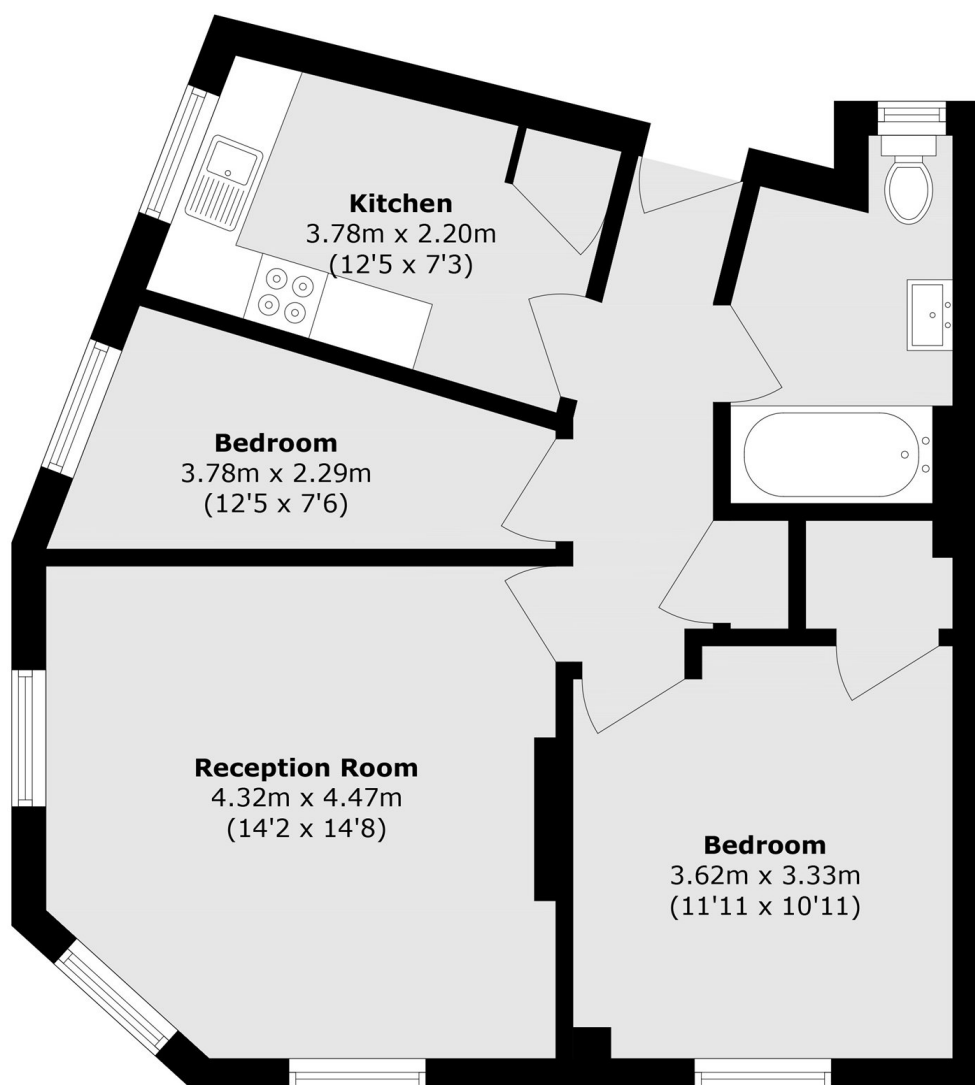 Kitchen
3.78m x 2.20m
(12'5 x 7'3)
Bedroom
3.78m x 2.29m
(12'5 x 7'6)
Reception Room
4.32m x 4.47m
(14'2 x 14'8)
Bedroom
3.62m x 3.33m
(11'11 x 10'11)